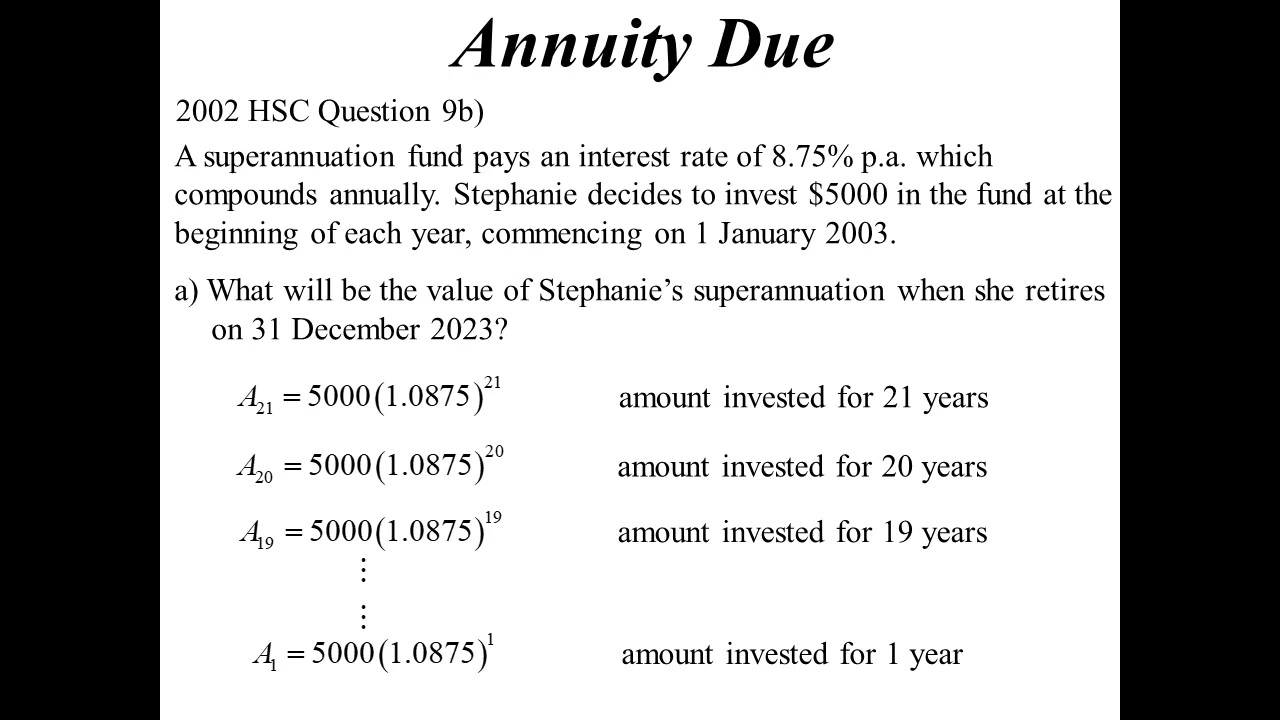 Annuity Due
2002 HSC Question 9b)
A superannuation fund pays an interest rate of 8.75% p.a. which
compounds annually. Stephanie decides to invest $5000 in the fund at the
beginning of each year, commencing on 1 January 2003.
a) What will be the value of Stephanie’s superannuation when she retires
on 31 December 2023?
A₂₁ = 5000(1.0875)²¹ amount invested for 21 years
A₂₀ = 5000(1.0875)²⁰ amount invested for 20 years
A₁₉ = 5000(1.0875)¹⁹ amount invested for 19 years
⋮
⋮
A₁ = 5000(1.0875)¹ amount invested for 1 year